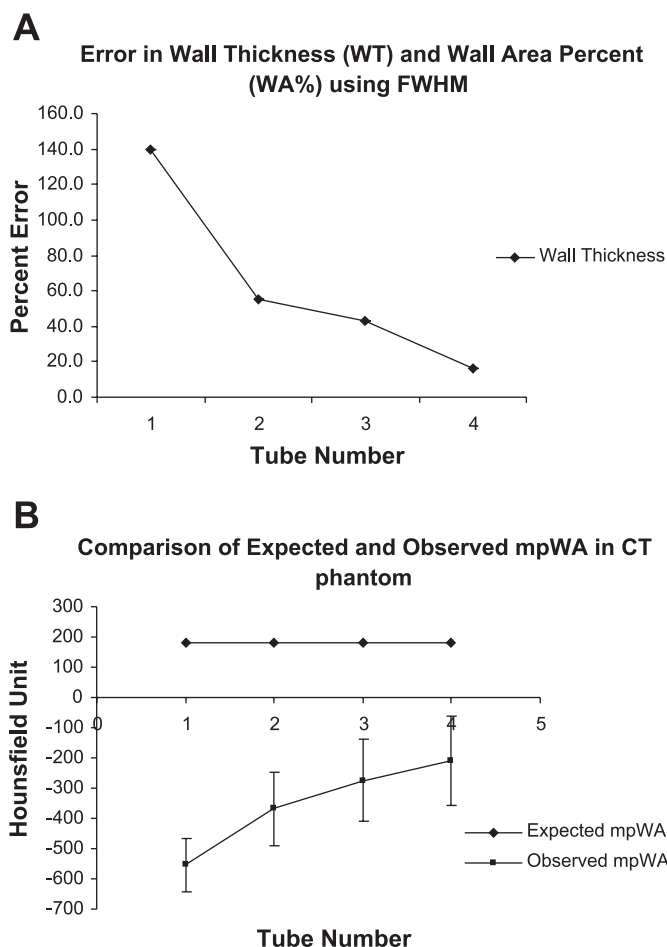 A
Error in Wall Thickness (WT) and Wall Area Percent
(WA%) using FWHM
160.0
140.0
120.0
100.0
80.0
60.0
40.0
20.0
0.0
Percent Error
1 2 3 4
Tube Number
Wall Thickness
B
Comparison of Expected and Observed mpWA in CT
phantom
300
200
100
0
-100
-200
-300
-400
-500
-600
-700
Hounsfield Unit
0 1 2 3 4 5
Expected mpWA
Observed mpWA
Tube Number